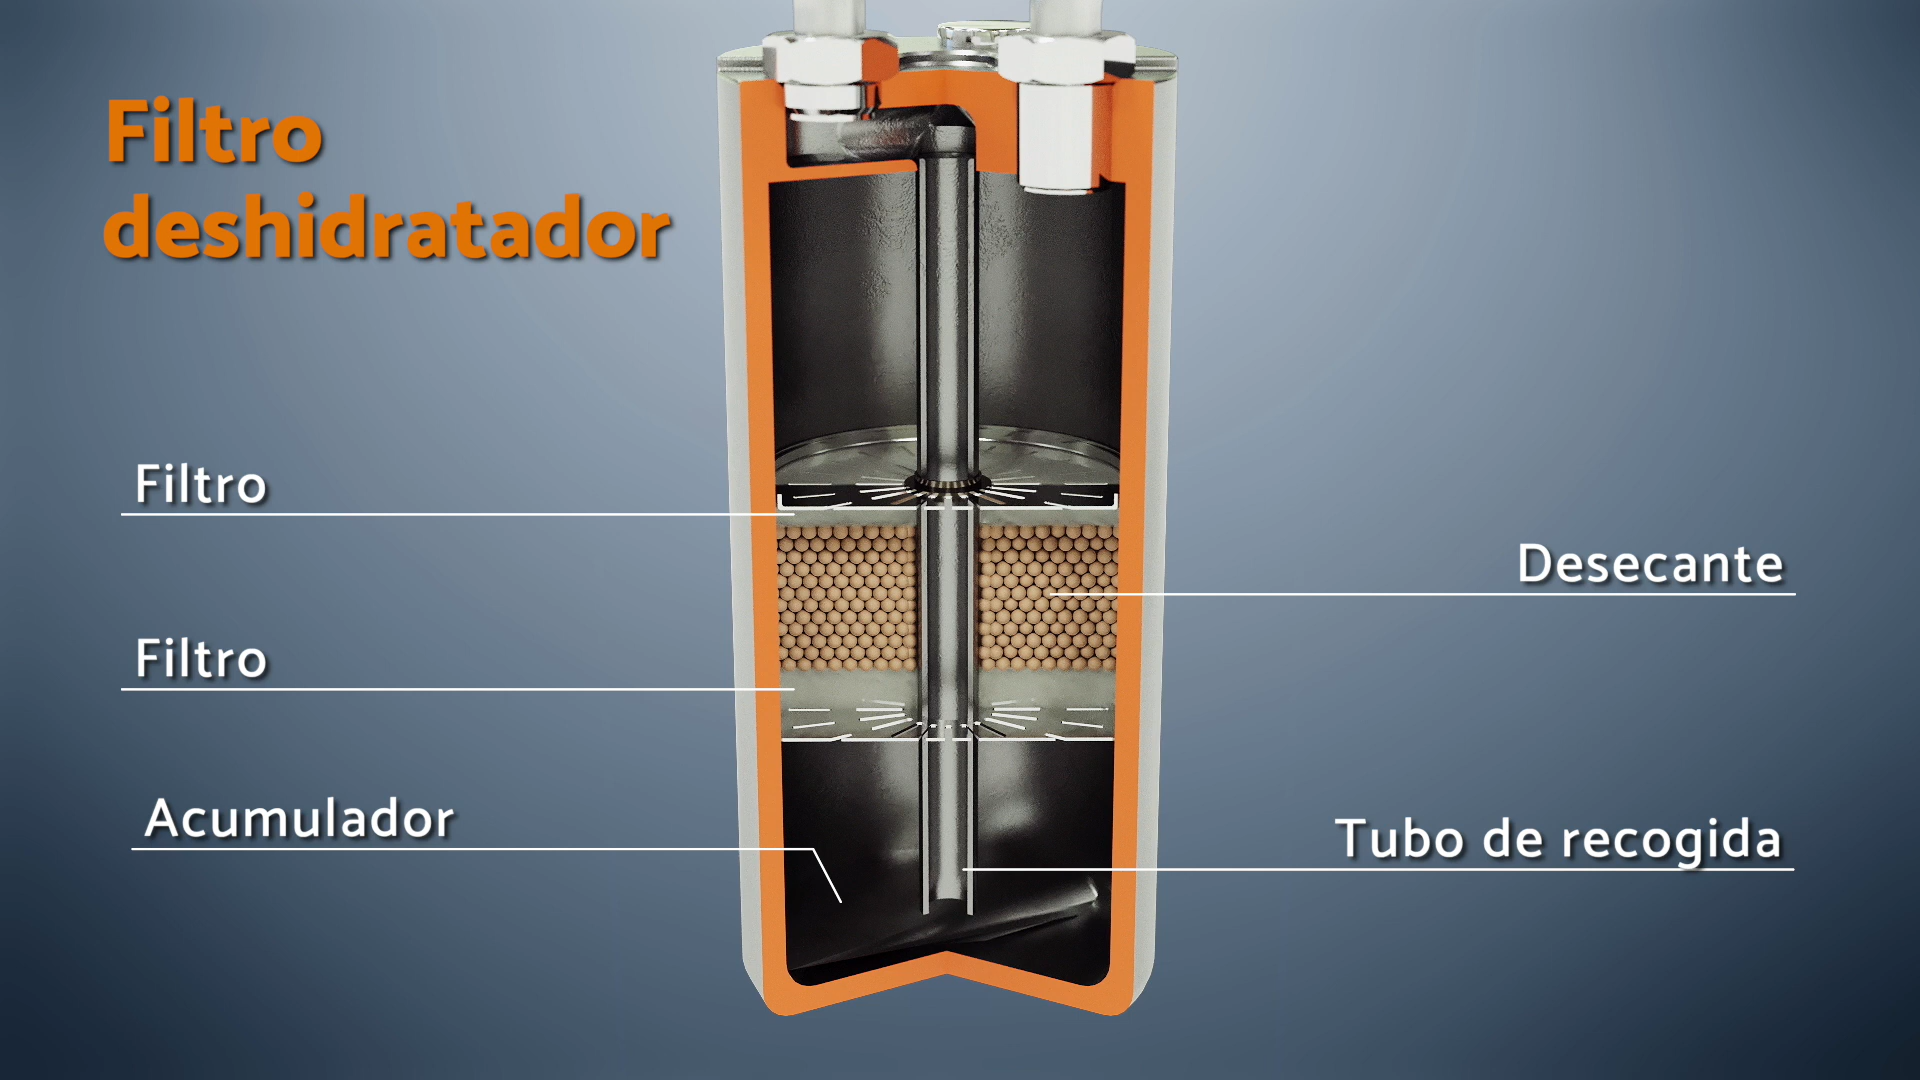 Filtro
deshidratador
Filtro
Desecante
Filtro
Acumulador
Tubo de recogida